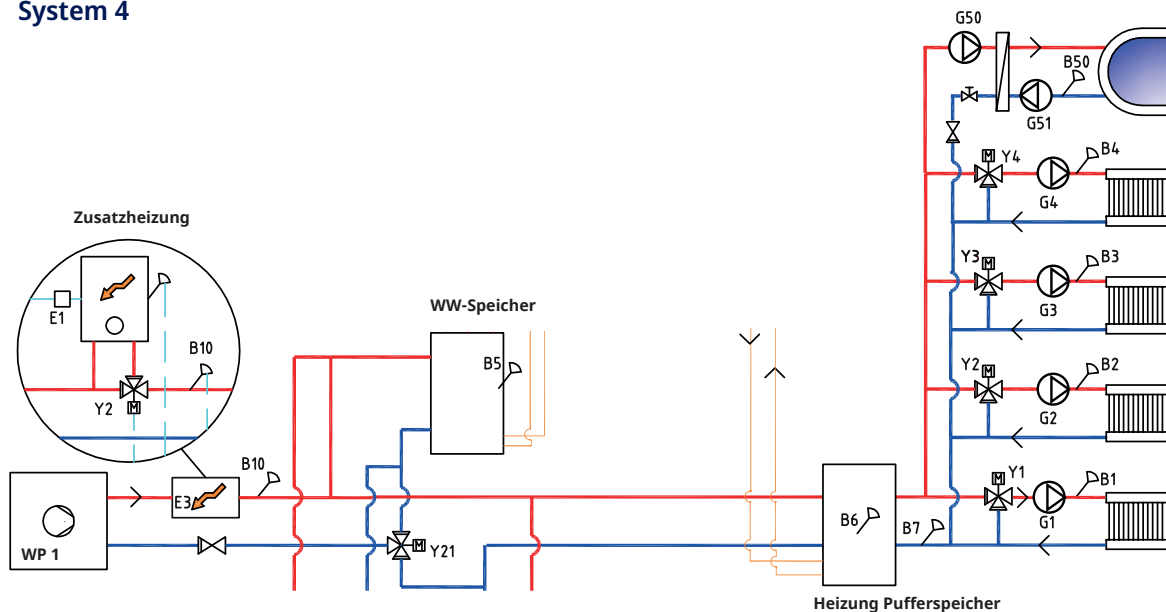 System 4
G50
B50
G51
B4
Y4
G4
Zusatzheizung
Y3
B3
G3
E1
WW-Speicher
B10
B5
Y2
M
Y2
B2
G2
B10
E3
Y1
B1
G1
B6
B7
WP 1
M
Y21
M
M
M
M
Heizung Pufferspeicher